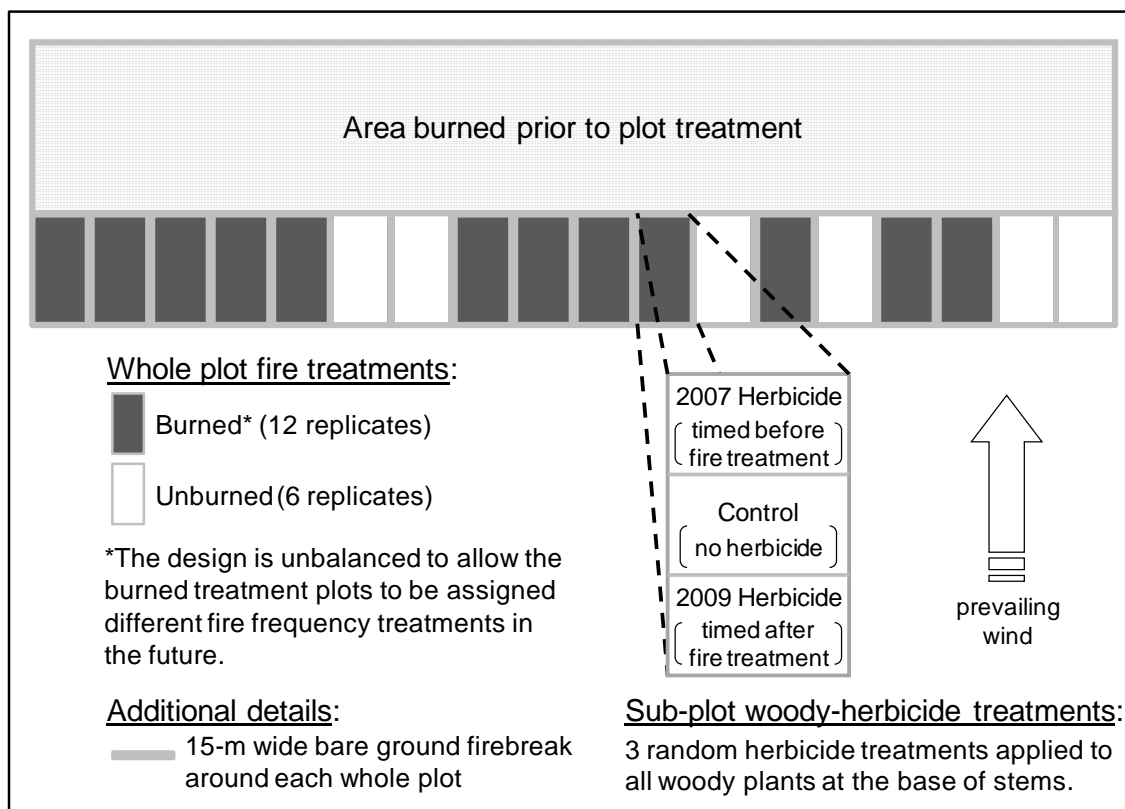 Area burned prior to plot treatment
Whole plot fire treatments:
Burned* (12 replicates)
Unburned (6 replicates)
*The design is unbalanced to allow the
burned treatment plots to be assigned
different fire frequency treatments in
the future.
Additional details:
15-m wide bare ground firebreak
around each whole plot
2007 Herbicide
timed before
fire treatment
Control
no herbicide
2009 Herbicide
timed after
fire treatment
prevailing
wind
Sub-plot woody-herbicide treatments:
3 random herbicide treatments applied to
all woody plants at the base of stems.